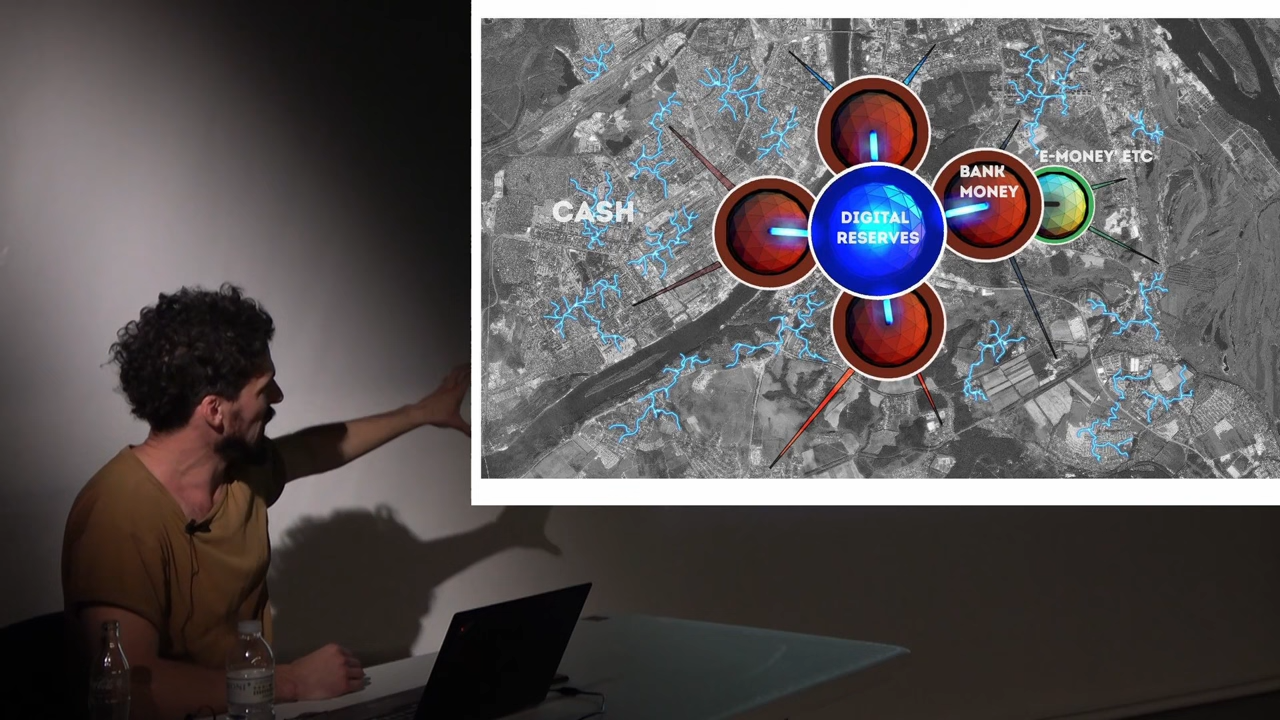 'E-MONEY' ETC
BANK
MONEY
CASH
DIGITAL
RESERVES